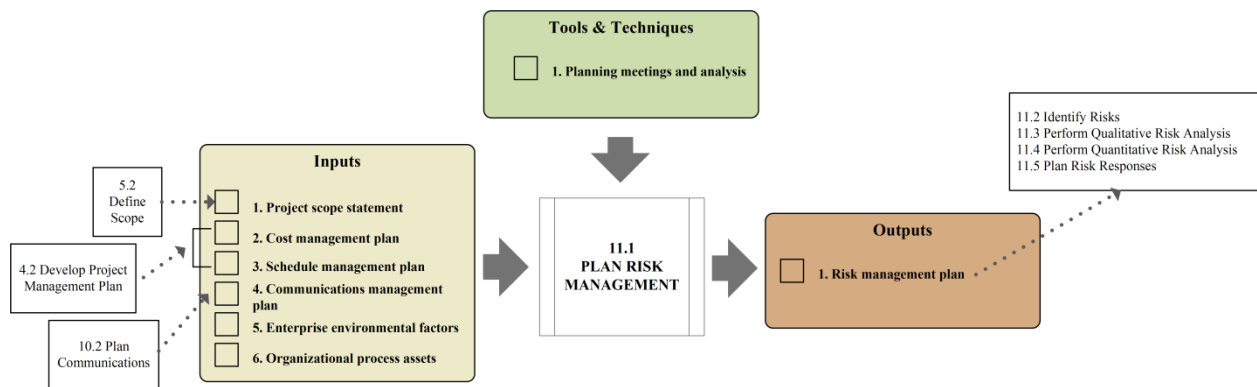 Tools & Techniques
1. Planning meetings and analysis
11.2 Identify Risks
11.3 Perform Qualitative Risk Analysis
11.4 Perform Quantitative Risk Analysis
11.5 Plan Risk Responses
5.2
Define
Scope
4.2 Develop Project
Management Plan
10.2 Plan
Communications
Inputs
1. Project scope statement
2. Cost management plan
3. Schedule management plan
4. Communications management
plan
5. Enterprise environmental factors
6. Organizational process assets
11.1
PLAN RISK
MANAGEMENT
Outputs
1. Risk management plan